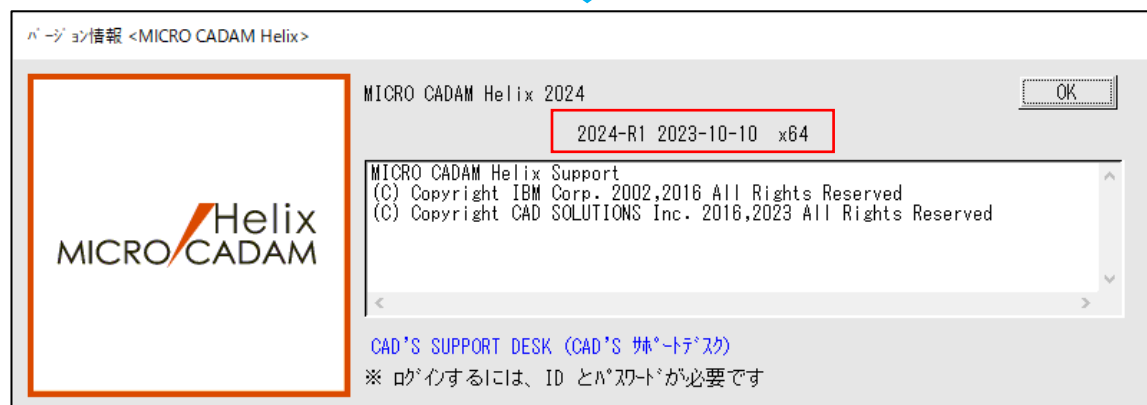 ﾊﾞｰｼﾞｮﾝ情報 <MICRO CADAM Helix>
MICRO CADAM Helix 2024
OK
2024-R1 2023-10-10 x64
MICRO CADAM Helix Support
(C) Copyright IBM Corp. 2002,2016 All Rights Reserved
(C) Copyright CAD SOLUTIONS Inc. 2016,2023 All Rights Reserved
Helix
MICRO CADAM
CAD'S SUPPORT DESK (CAD'S ｻﾎﾟｰﾄﾃﾞｽｸ)
※ ﾛｸﾞｲﾝするには、ID とﾊﾟｽﾜｰﾄﾞが必要です